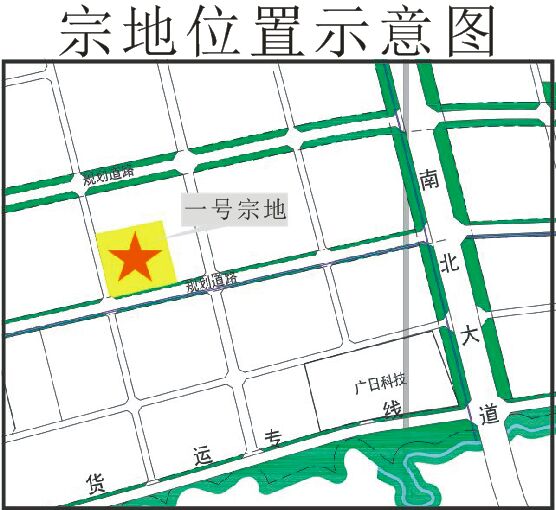 宗地位置示意图
规划道路
一号宗地
规划道路
南北大道
广日科技
货运专线